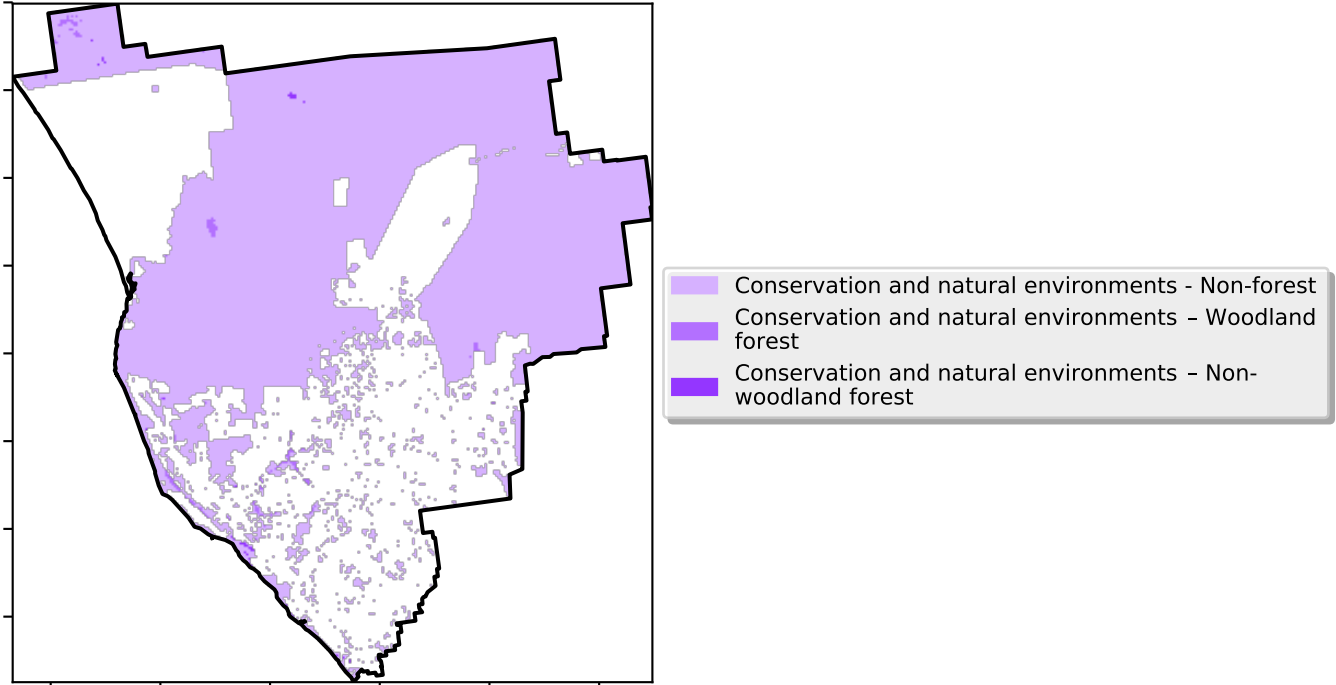 Conservation and natural environments - Non-forest
Conservation and natural environments – Woodland
forest
Conservation and natural environments – Non-
woodland forest